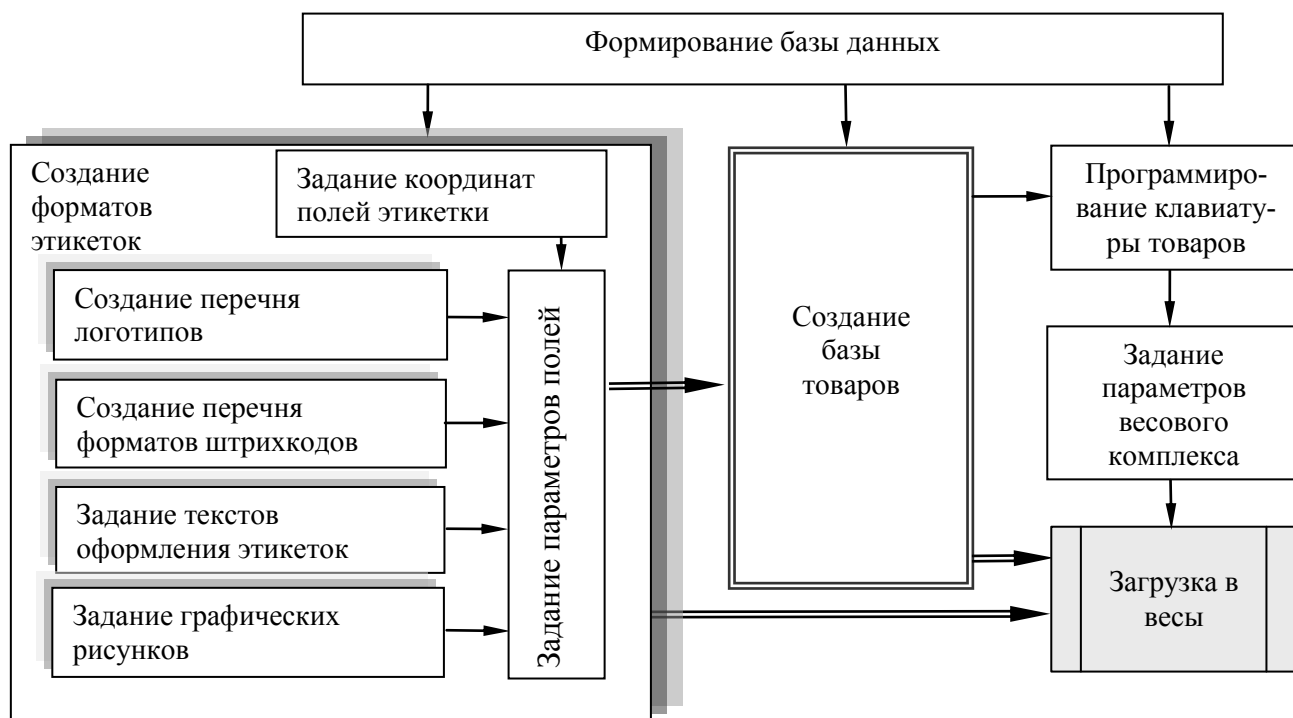 Формирование базы данных
Создание
форматов
этикеток
Задание координат
полей этикетки
Создание перечня
логотипов
Создание перечня
форматов штрихкодов
Задание текстов
оформления этикеток
Задание графических
рисунков
Задание параметров полей
Создание
базы
товаров
Программиро-
вание клавиату-
ры товаров
Задание
параметров
весового
комплекса
Загрузка в
весы